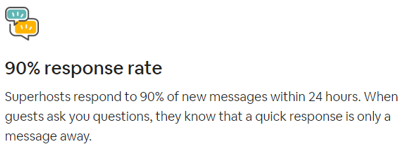 90% response rate
Superhosts respond to 90% of new messages within 24 hours. When
guests ask you questions, they know that a quick response is only a
message away.